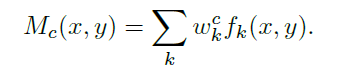 M_c(x, y) = \sum_k w_k^c f_k(x, y).